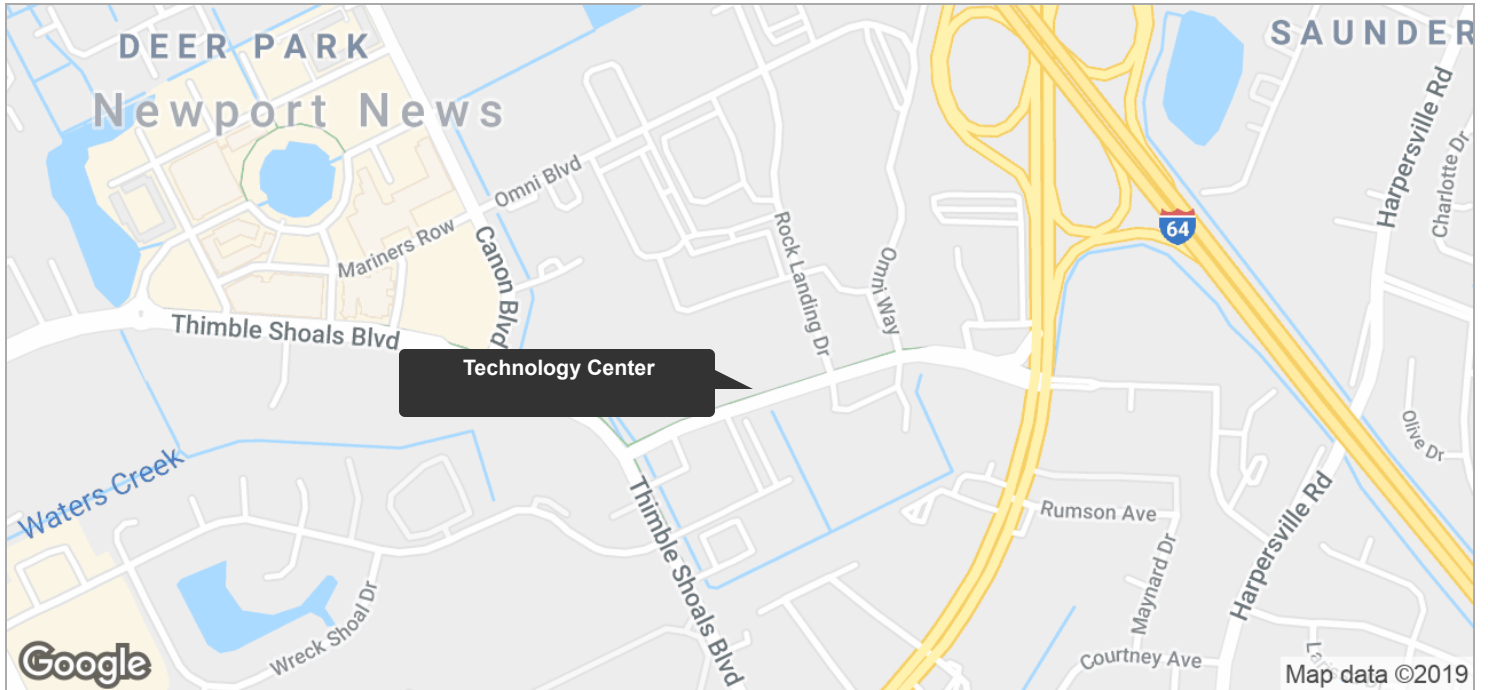 DEER PARK
SAUNDER
Newport News
Harpersville Rd
Charlotte Dr
Omni Blvd
64
Mariners Row
Canon Blvd
Rock Landing Dr
Omni Way
Thimble Shoals Blvd
Technology Center
Olive Dr
Waters Creek
Thimble Shoals Blvd
Rumson Ave
Maynard Dr
Harpersville Rd
Wreck Shoal Dr
Courtney Ave
Google
Map data ©2019